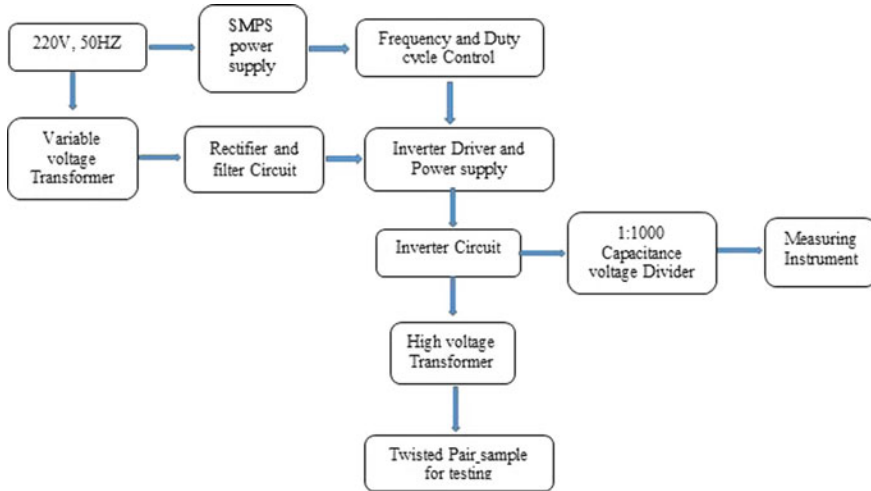 220V, 50HZ
SMPS
power
supply
Frequency and Duty
cycle Control
Variable
voltage
Transformer
Rectifier and
filter Circuit
Inverter Driver and
Power supply
Inverter Circuit
1:1000
Capacitance
voltage Divider
Measuring
Instrument
High voltage
Transformer
Twisted Pair sample
for testing